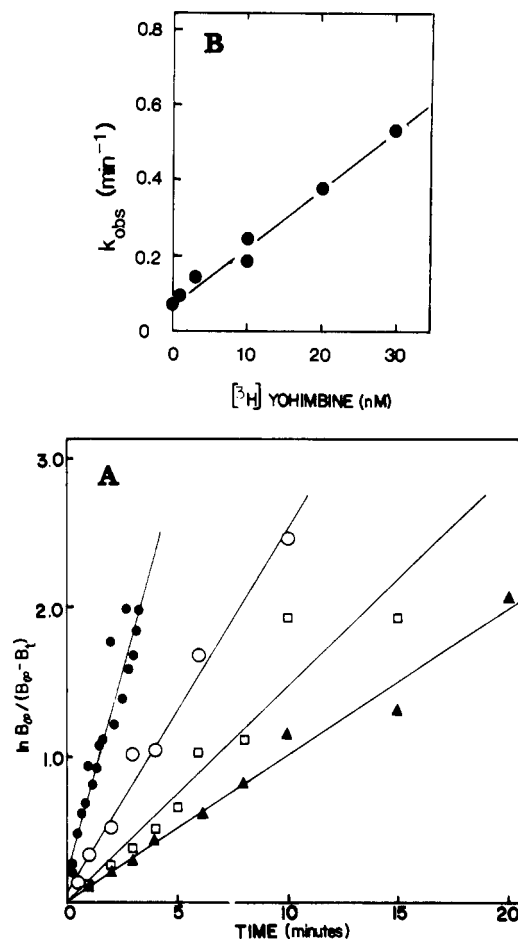 B
0.8
0.6
0.4
0.2
0
k_obs (min⁻¹)
0 10 20 30
[³H] YOHIMBINE (nM)
A
3.0
2.0
1.0
ln B∞/(B∞-Bt)
0 5 10 15 20
TIME (minutes)